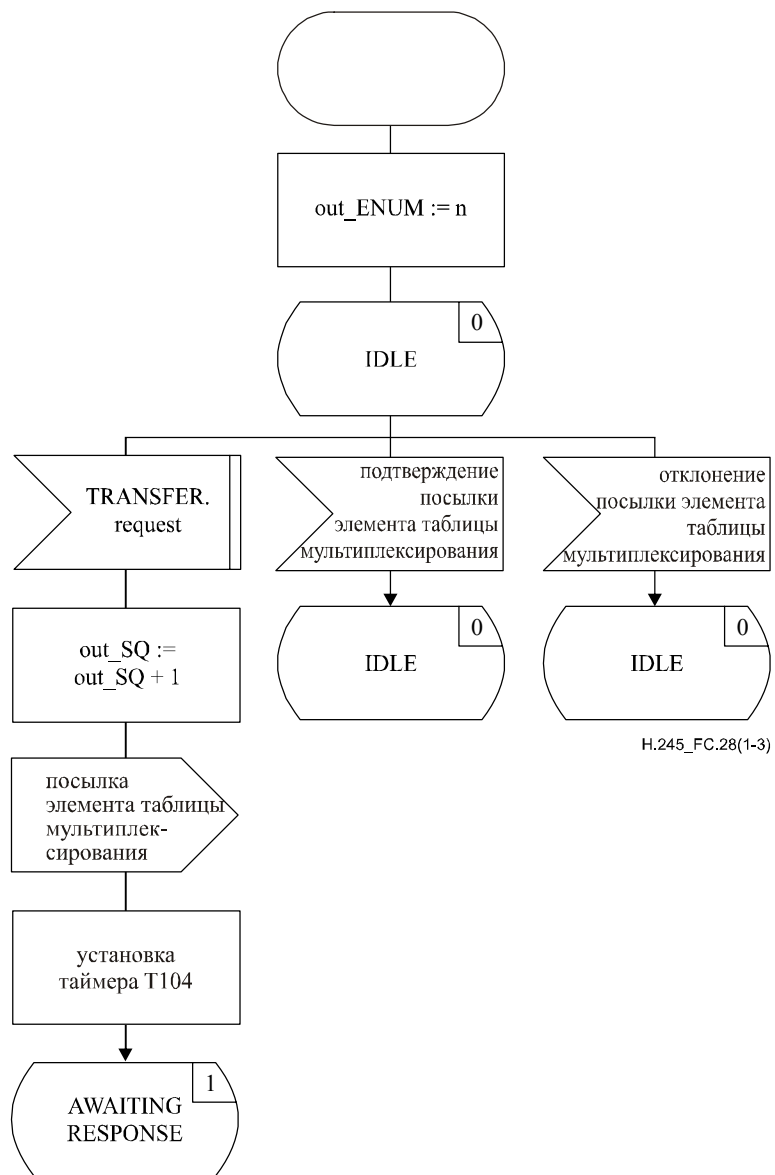 out_ENUM := n
0
IDLE
TRANSFER.
request
подтверждение
посылки
элемента таблицы
мультиплексирования
отклонение
посылки элемента
таблицы
мультиплексирования
out_SQ :=
out_SQ + 1
0
IDLE
0
IDLE
H.245_FC.28(1-3)
посылка
элемента таблицы
мультиплек-
сирования
установка
таймера T104
1
AWAITING
RESPONSE